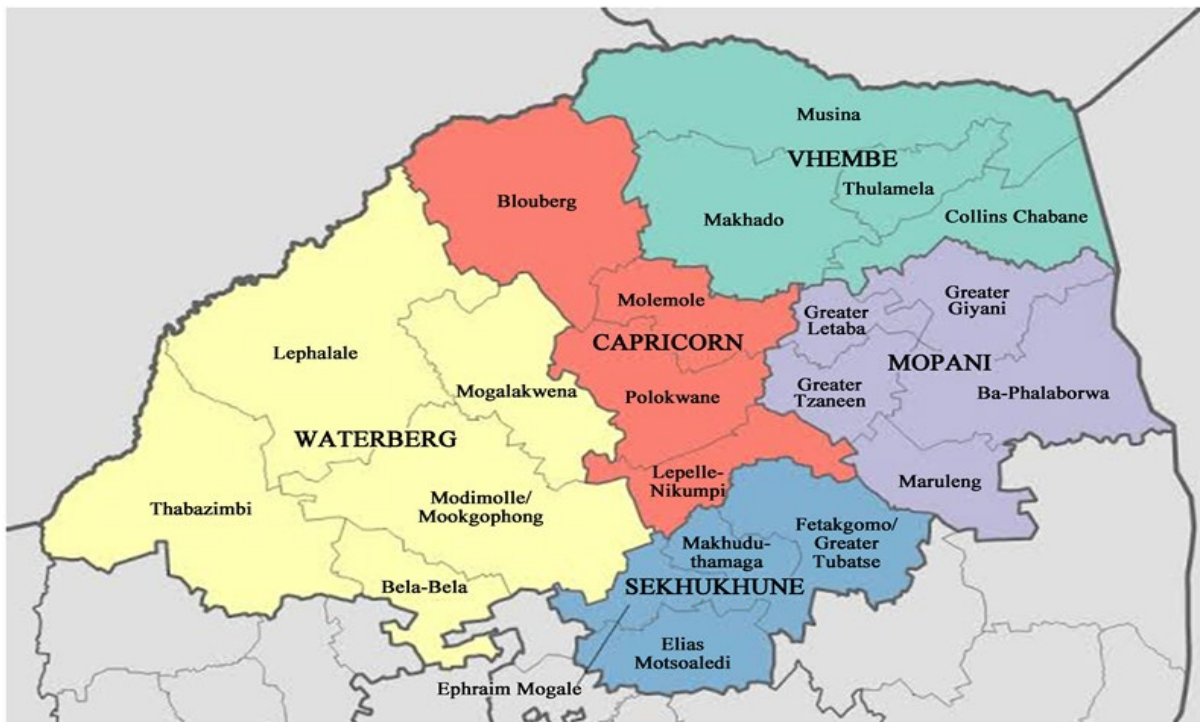 Musina
VHEMBE
Thulamela
Blouberg
Makhado
Collins Chabane
Molemole
Greater
Letaba
Greater
Giyani
CAPRICORN
Lephalale
MOPANI
Mogalakwena
Polokwane
Greater
Tzaneen
Ba-Phalaborwa
WATERBERG
Lepelle-
Nikumpi
Maruleng
Thabazimbi
Modimolle/
Mookgophong
Fetakgomo/
Greater
Tubatse
Makhudu-
thamaga
Bela-Bela
SEKHUKHUNE
Elias
Motsoaledi
Ephraim Mogale